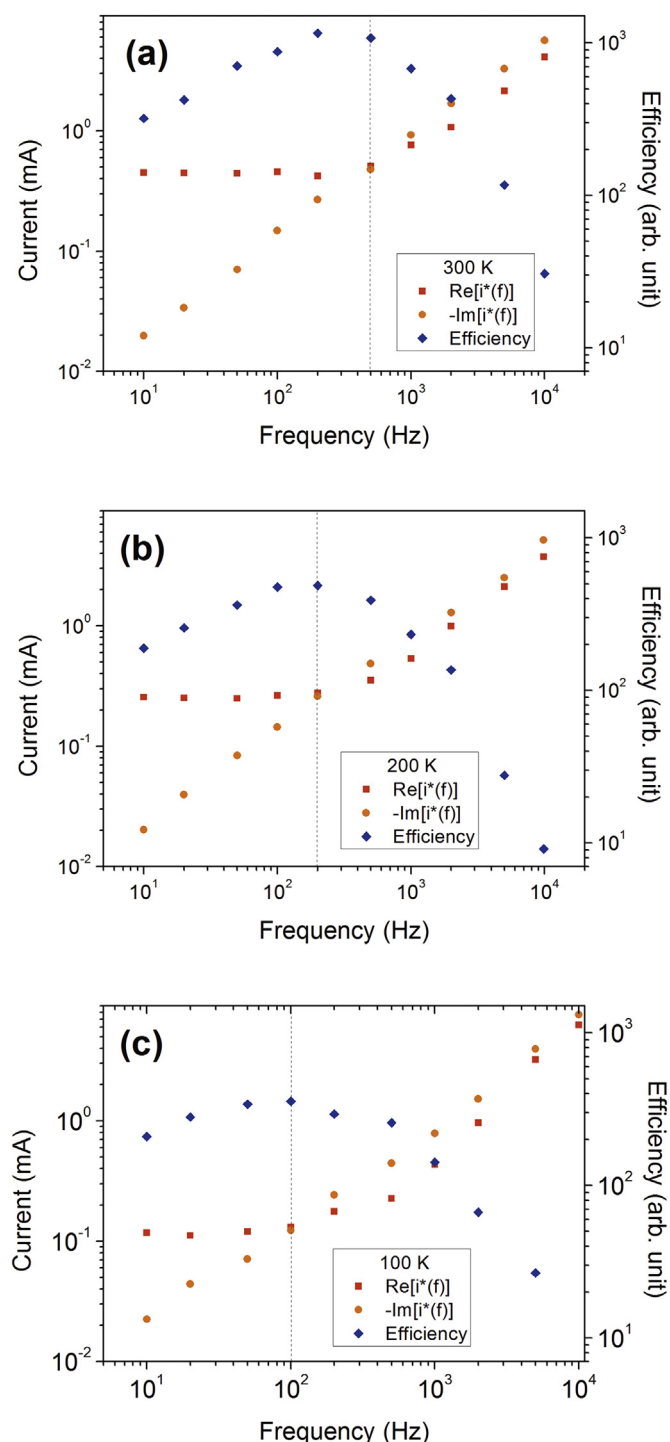 (a)
10^3
10^2
10^1
Efficiency (arb. unit)
10^0
10^-1
10^-2
Current (mA)
300 K
Re[i*(f)]
-Im[i*(f)]
Efficiency
10^1 10^2 10^3 10^4
Frequency (Hz)
(b)
10^3
10^2
10^1
Efficiency (arb. unit)
10^0
10^-1
10^-2
Current (mA)
200 K
Re[i*(f)]
-Im[i*(f)]
Efficiency
10^1 10^2 10^3 10^4
Frequency (Hz)
(c)
10^3
10^2
10^1
Efficiency (arb. unit)
10^0
10^-1
10^-2
Current (mA)
100 K
Re[i*(f)]
-Im[i*(f)]
Efficiency
10^1 10^2 10^3 10^4
Frequency (Hz)